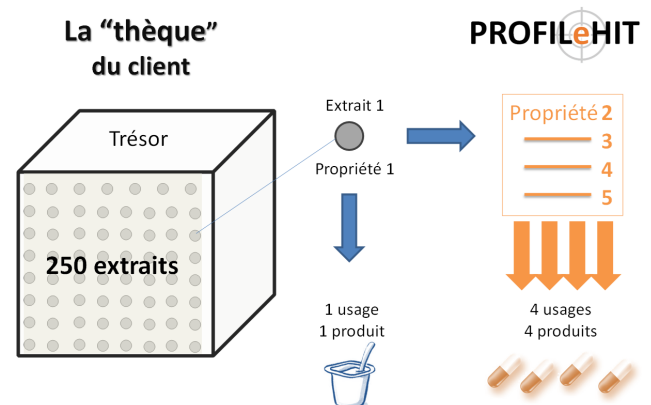 La “thèque”
du client
PROFILeHIT
Trésor
250 extraits
Extrait 1
Propriété 1
Propriété 2
3
4
5
1 usage
1 produit
4 usages
4 produits